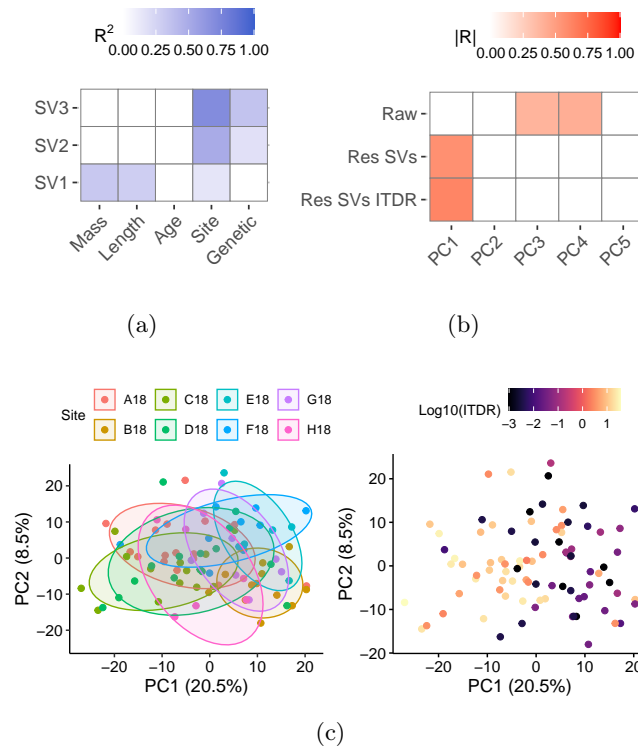 R²
0.00 0.25 0.50 0.75 1.00
SV3
SV2
SV1
Mass
Length
Age
Site
Genetic
(a)
|R|
0.00 0.25 0.50 0.75 1.00
Raw
Res SVs
Res SVs ITDR
PC1
PC2
PC3
PC4
PC5
(b)
Site
A18 C18 E18 G18
B18 D18 F18 H18
PC2 (8.5%)
20
10
0
−10
−20
−20 −10 0 10 20
PC1 (20.5%)
Log10(ITDR)
−3 −2 −1 0 1
PC2 (8.5%)
20
10
0
−10
−20
−20 −10 0 10 20
PC1 (20.5%)
(c)